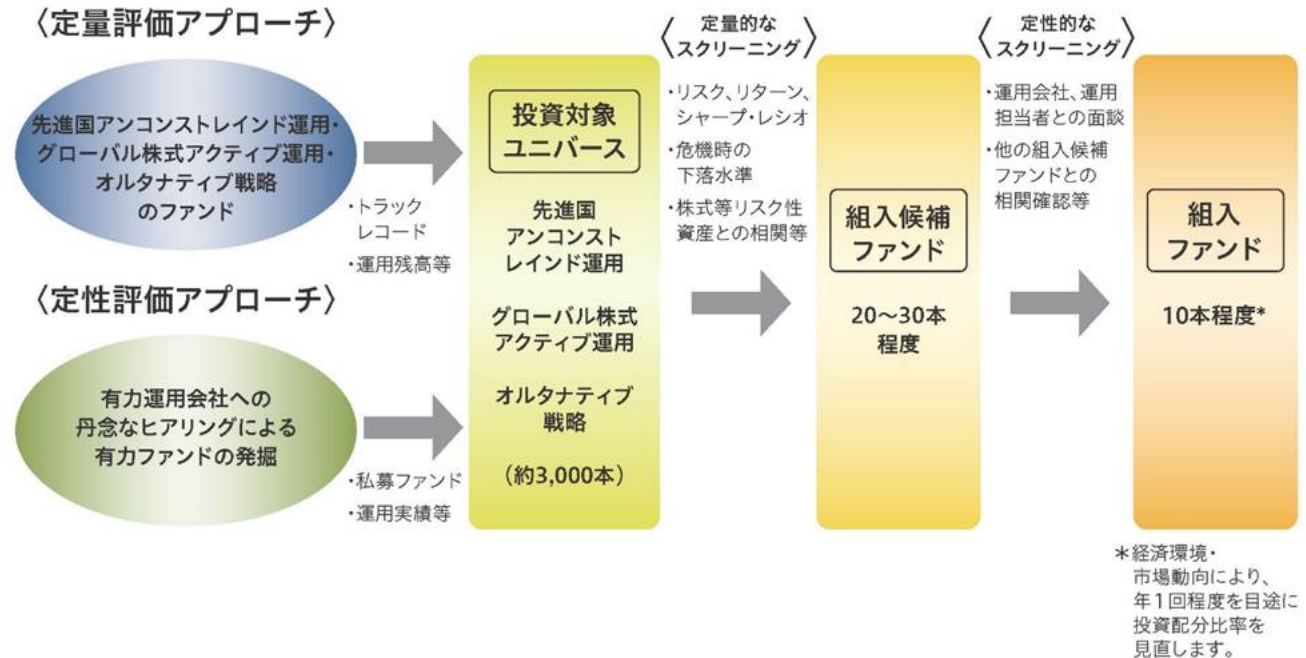 〈定量評価アプローチ〉
先進国アンコンストレインド運用・
グローバル株式アクティブ運用・
オルタナティブ戦略
のファンド
・トラック
レコード
・運用残高等
〈定性評価アプローチ〉
有力運用会社への
丹念なヒアリングによる
有力ファンドの発掘
・私募ファンド
・運用実績等
投資対象
ユニバース
先進国
アンコンスト
レインド運用
グローバル株式
アクティブ運用
オルタナティブ
戦略
(約3,000本)
〈定量的な
スクリーニング〉
・リスク、リターン、
シャープ・レシオ
・危機時の
下落水準
・株式等リスク性
資産との相関等
組入候補
ファンド
20〜30本
程度
〈定性的な
スクリーニング〉
・運用会社、運用
担当者との面談
・他の組入候補
ファンドとの
相関確認等
組入
ファンド
10本程度*
*経済環境・
市場動向により、
年1回程度を目途に
投資配分比率を
見直します。